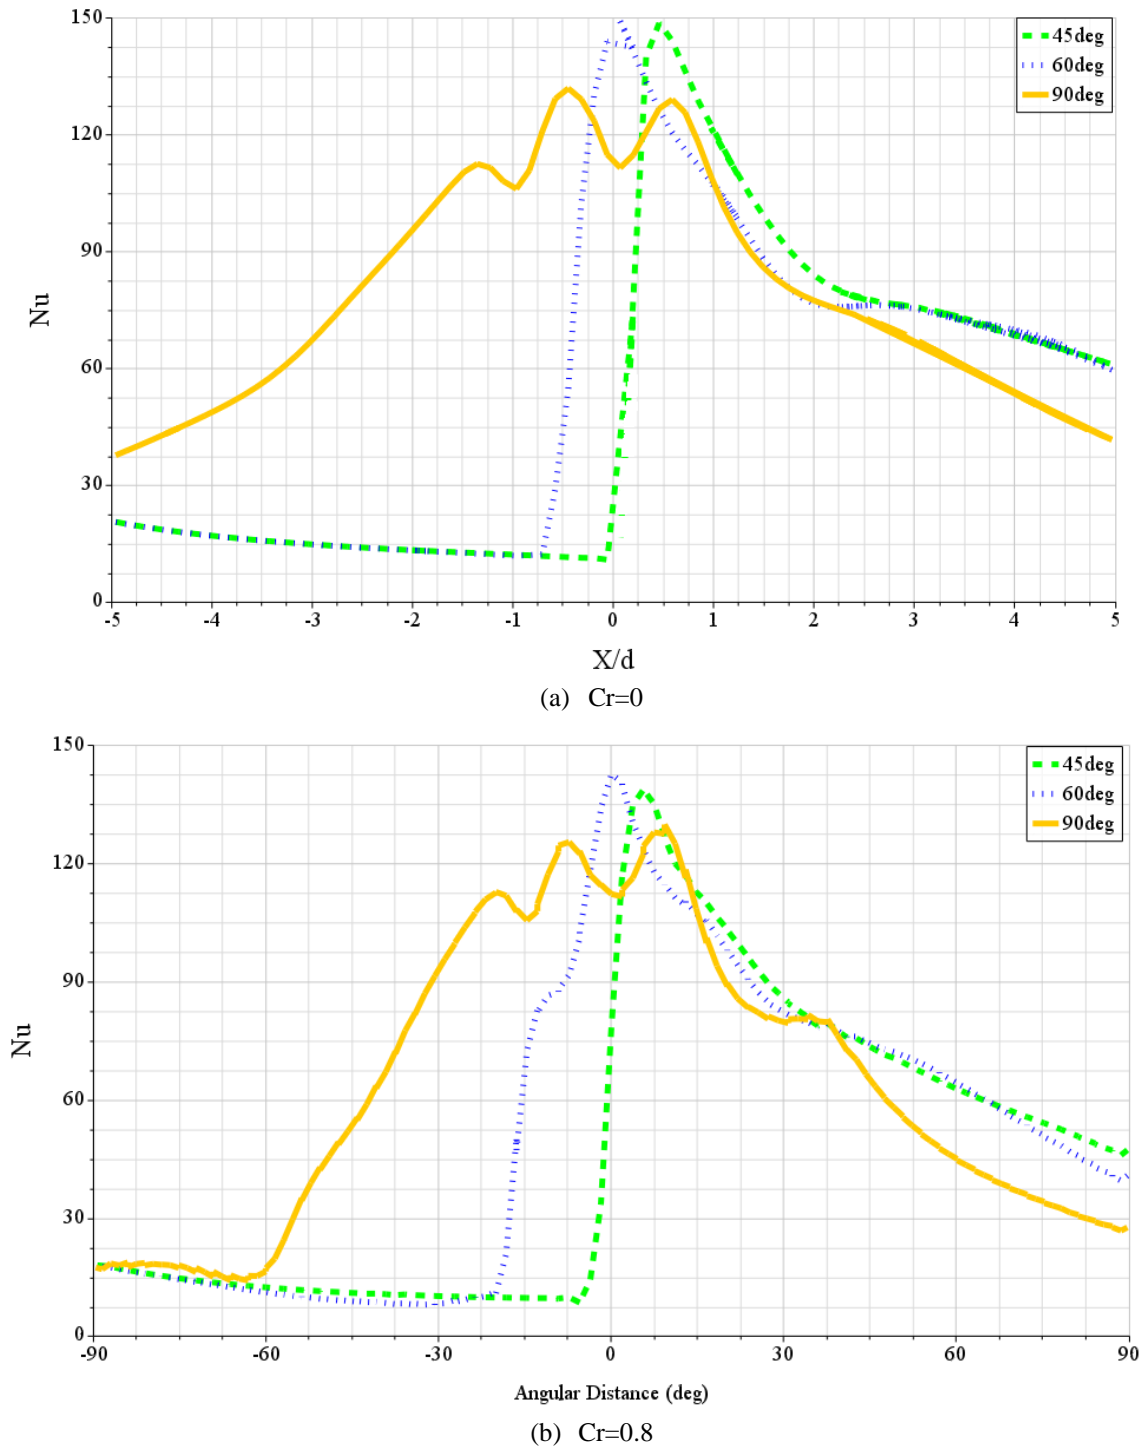 150
120
90
60
30
0
Nu
45deg
60deg
90deg
-5 -4 -3 -2 -1 0 1 2 3 4 5
X/d
(a) Cr=0
150
120
90
60
30
0
Nu
45deg
60deg
90deg
-90 -60 -30 0 30 60 90
Angular Distance (deg)
(b) Cr=0.8